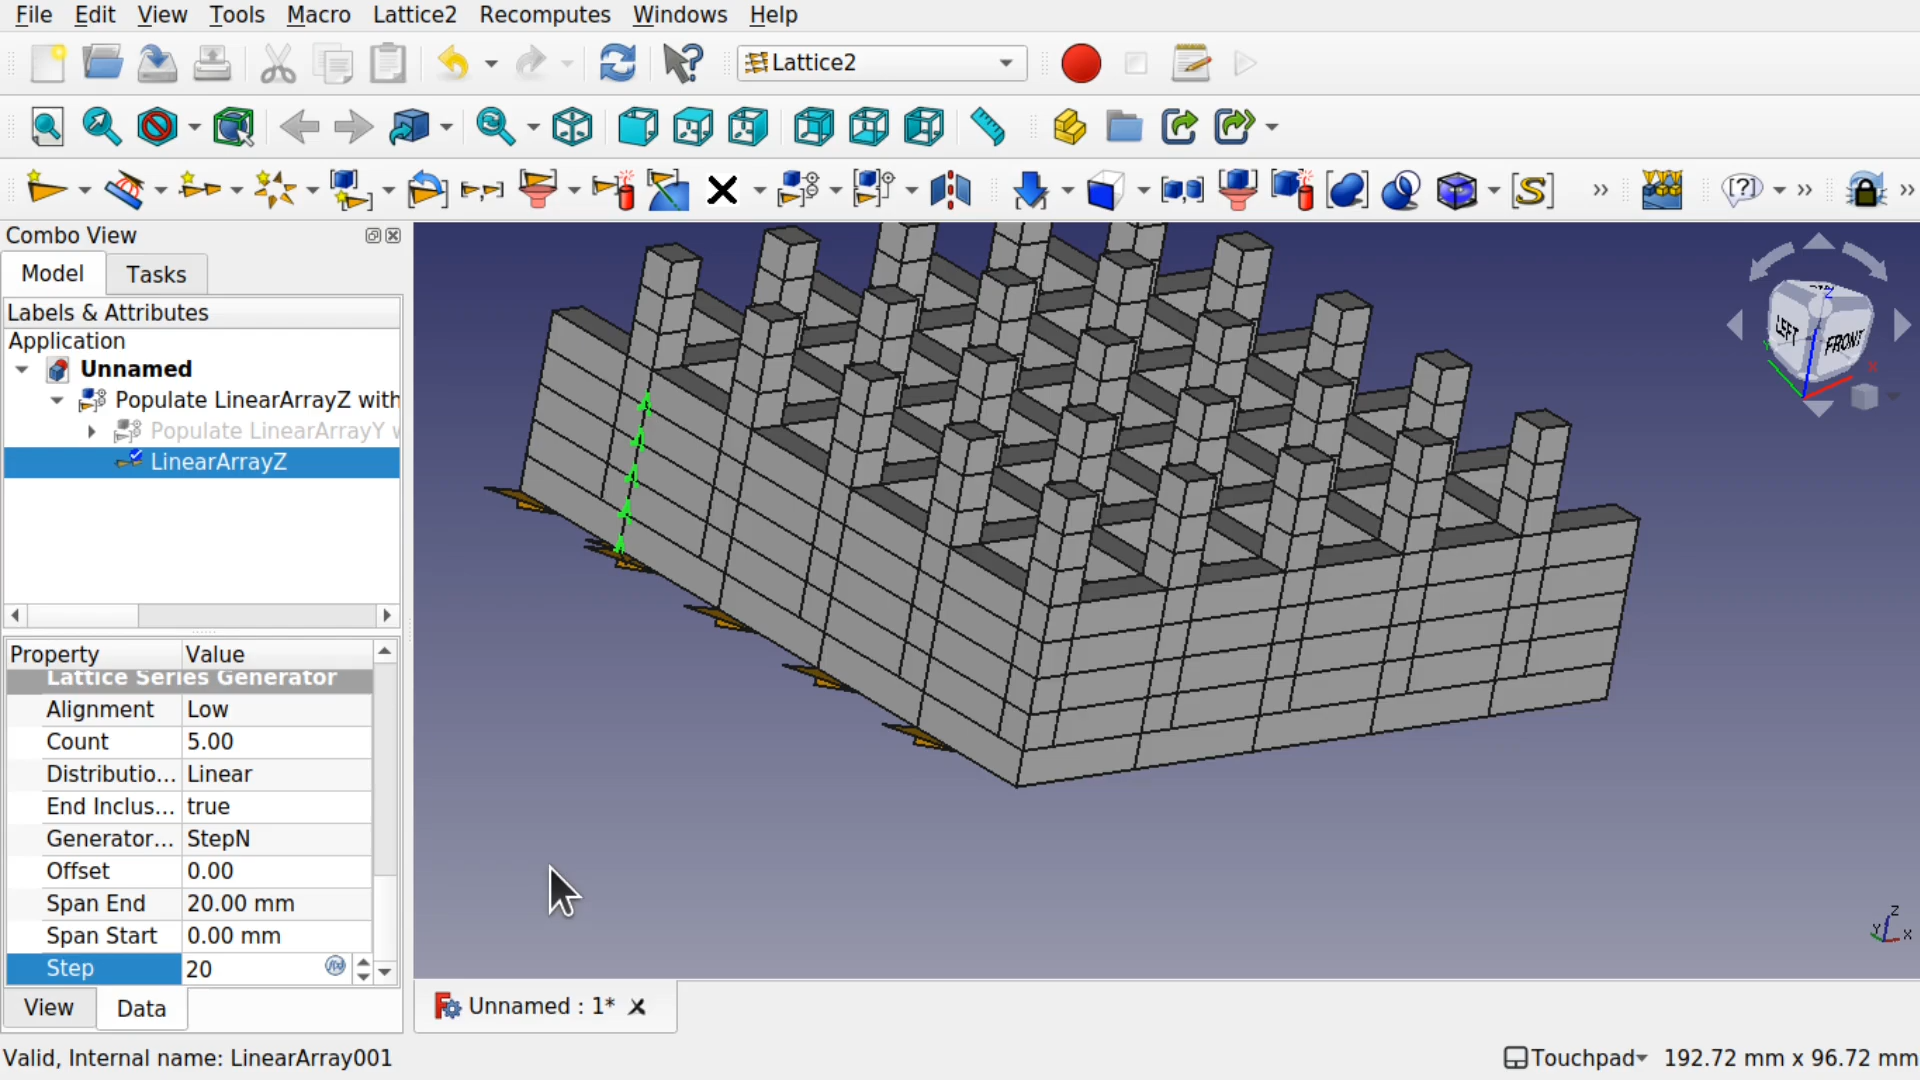 File Edit View Tools Macro Lattice2 Recomputes Windows Help
Lattice2
Combo View
Model Tasks
Labels & Attributes
Application
Unnamed
Populate LinearArrayZ with
Populate LinearArrayY w
LinearArrayZ
Property Value
Lattice Series Generator
Alignment Low
Count 5.00
Distributio... Linear
End Inclus... true
Generator... StepN
Offset 0.00
Span End 20.00 mm
Span Start 0.00 mm
Step 20
View Data
LEFT FRONT
Z
Z
Y X
Unnamed : 1*
Valid, Internal name: LinearArray001
Touchpad 192.72 mm x 96.72 mm